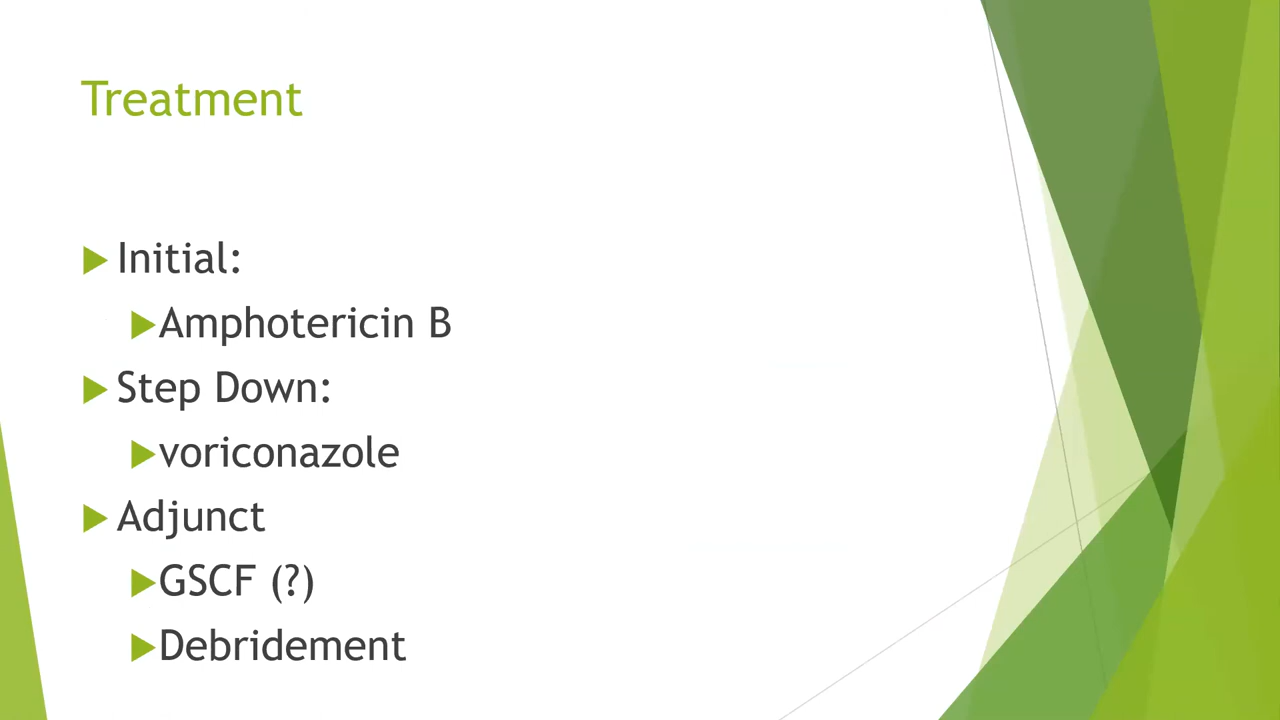 Treatment
Initial:
Amphotericin B
Step Down:
voriconazole
Adjunct
GSCF (?)
Debridement